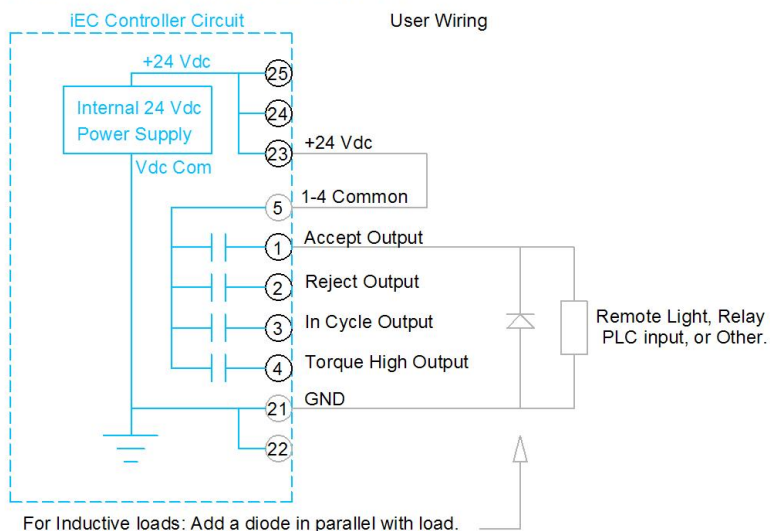 iEC Controller Circuit
User Wiring
+24 Vdc
25
Internal 24 Vdc
Power Supply
24
23
+24 Vdc
Vdc Com
5
1-4 Common
1
Accept Output
2
Reject Output
3
In Cycle Output
Remote Light, Relay
PLC input, or Other.
4
Torque High Output
21
GND
22
For Inductive loads: Add a diode in parallel with load.